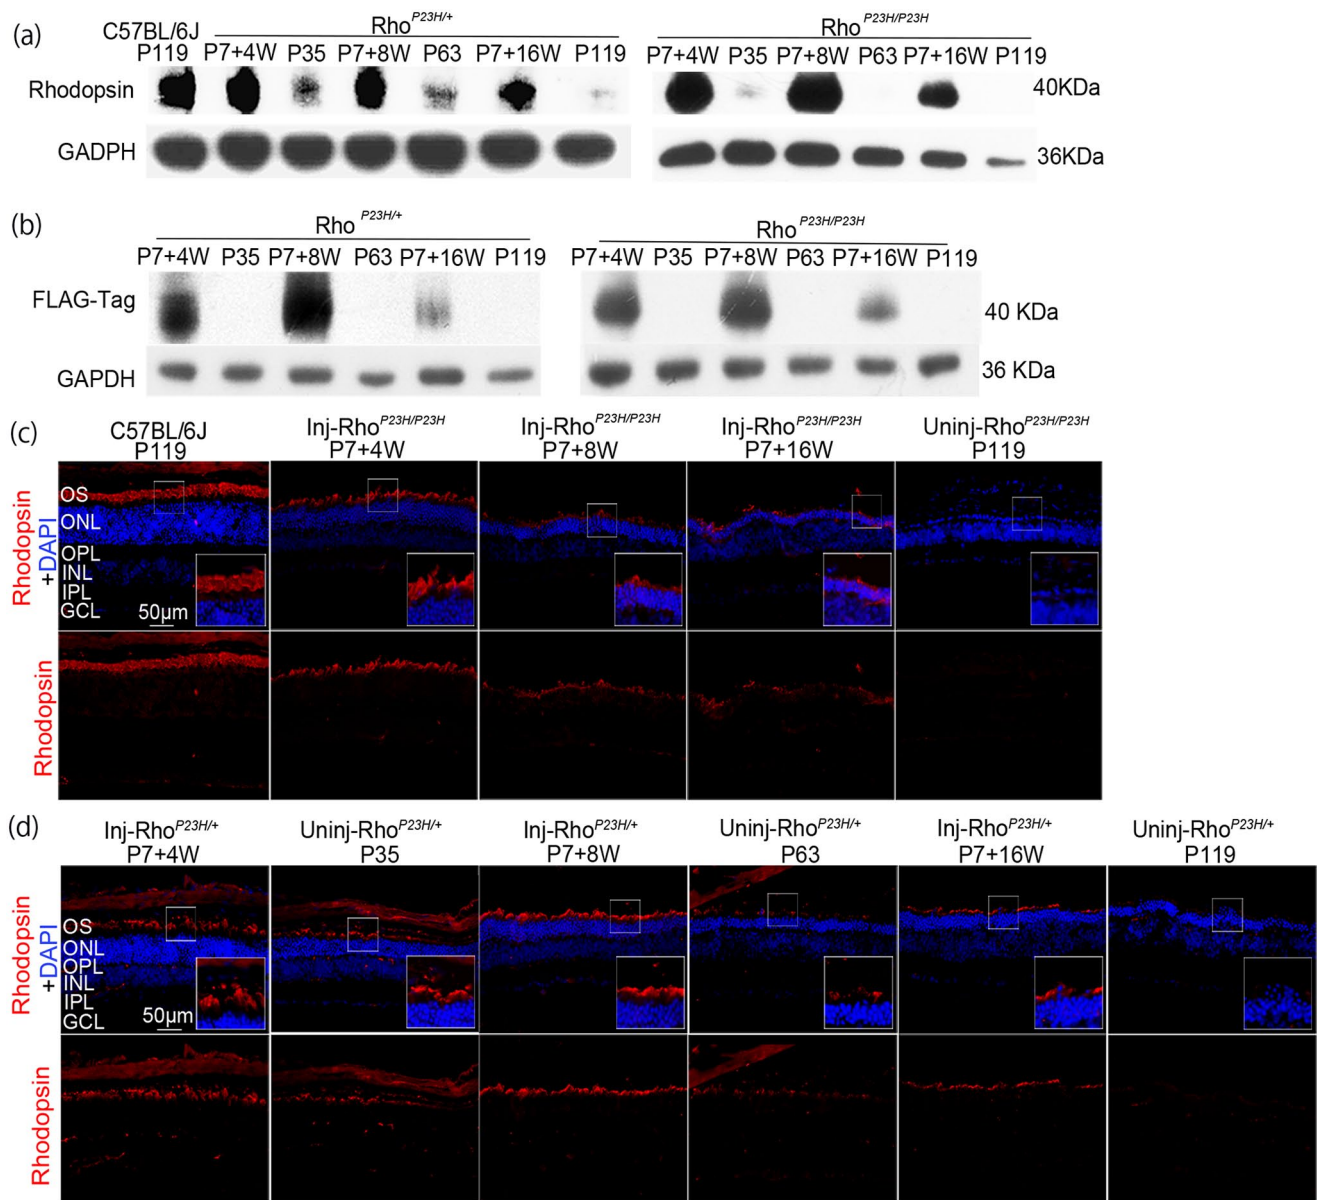 (a)
C57BL/6J
Rho P23H/+
Rho P23H/P23H
P119 P7+4W P35 P7+8W P63 P7+16W P119
P7+4W P35 P7+8W P63 P7+16W P119
Rhodopsin
40KDa
GADPH
36KDa
(b)
Rho P23H/+
Rho P23H/P23H
P7+4W P35 P7+8W P63 P7+16W P119
P7+4W P35 P7+8W P63 P7+16W P119
FLAG-Tag
40 KDa
GAPDH
36 KDa
(c)
C57BL/6J
P119
Inj-Rho P23H/P23H
P7+4W
Inj-Rho P23H/P23H
P7+8W
Inj-Rho P23H/P23H
P7+16W
Uninj-Rho P23H/P23H
P119
Rhodopsin
+DAPI
OS
ONL
OPL
INL
IPL
GCL
50µm
Rhodopsin
(d)
Inj-Rho P23H/+
P7+4W
Uninj-Rho P23H/+
P35
Inj-Rho P23H/+
P7+8W
Uninj-Rho P23H/+
P63
Inj-Rho P23H/+
P7+16W
Uninj-Rho P23H/+
P119
Rhodopsin
+DAPI
OS
ONL
OPL
INL
IPL
GCL
50µm
Rhodopsin